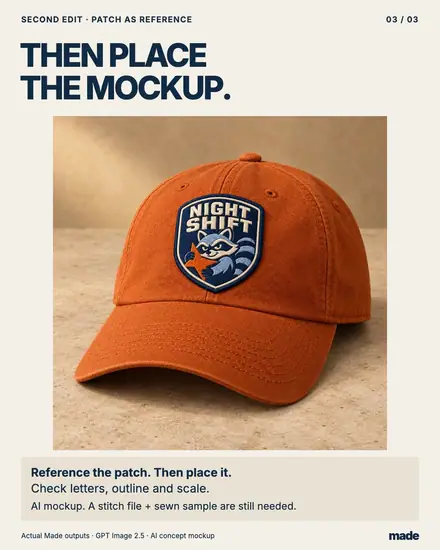 SECOND EDIT · PATCH AS REFERENCE
03 / 03
THEN PLACE
THE MOCKUP.
NIGHT
SHIFT
Reference the patch. Then place it.
Check letters, outline and scale.
AI mockup. A stitch file + sewn sample are still needed.
Actual Made outputs · GPT Image 2.5 · AI concept mockup
made